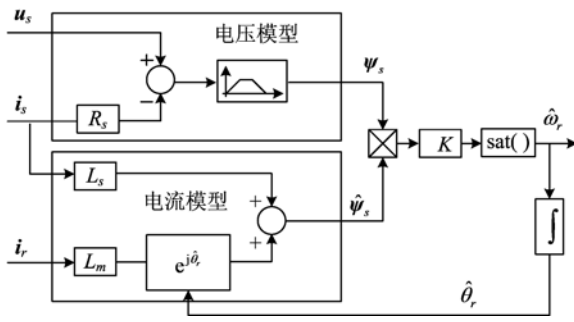 u_s
电压模型
+
−
ψ_s
i_s
R_s
ω̂_r
K
sat( )
L_s
电流模型
+
ψ̂_s
+
∫
i_r
L_m
e^{jθ̂_r}
θ̂_r